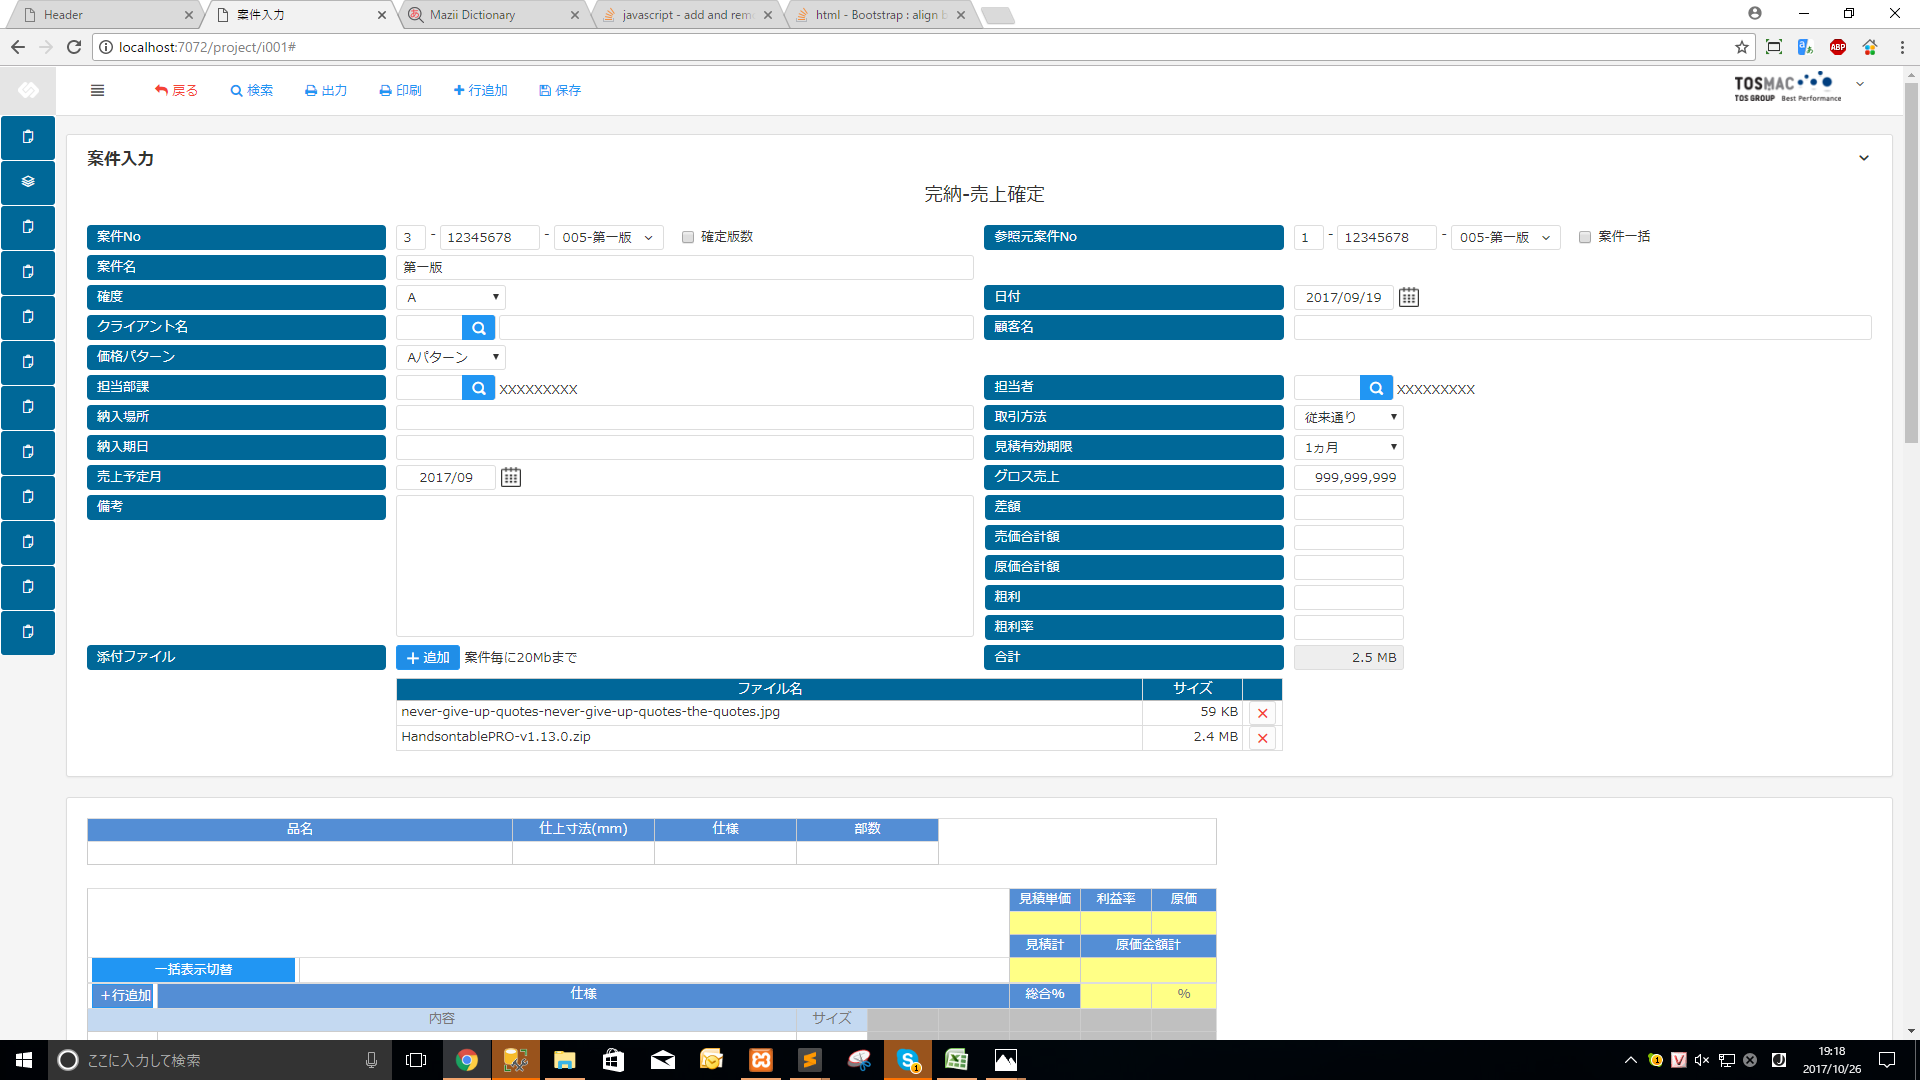 Header
案件入力
Mazii Dictionary
javascript - add and rem
html - Bootstrap : align b
localhost:7072/project/i001#
ABP
戻る
検索
出力
印刷
行追加
保存
TOSMAC
TOS GROUP Best Performance
案件入力
完納-売上確定
案件No
3 - 12345678 - 005-第一版
確定版数
参照元案件No
1 - 12345678 - 005-第一版
案件一括
案件名
第一版
確度
A
日付
2017/09/19
クライアント名
顧客名
価格パターン
Aパターン
担当部課
XXXXXXXXX
担当者
XXXXXXXXX
納入場所
取引方法
従来通り
納入期日
見積有効期限
1ヵ月
売上予定月
2017/09
グロス売上
999,999,999
備考
差額
売価合計額
原価合計額
粗利
粗利率
添付ファイル
+ 追加
案件毎に20Mbまで
合計
2.5 MB
ファイル名
サイズ
never-give-up-quotes-never-give-up-quotes-the-quotes.jpg
59 KB
HandsontablePRO-v1.13.0.zip
2.4 MB
品名
仕上寸法(mm)
仕様
部数
見積単価
利益率
原価
見積計
原価金額計
一括表示切替
+行追加
仕様
総合%
%
内容
サイズ
ここに入力して検索
19:18
2017/10/26